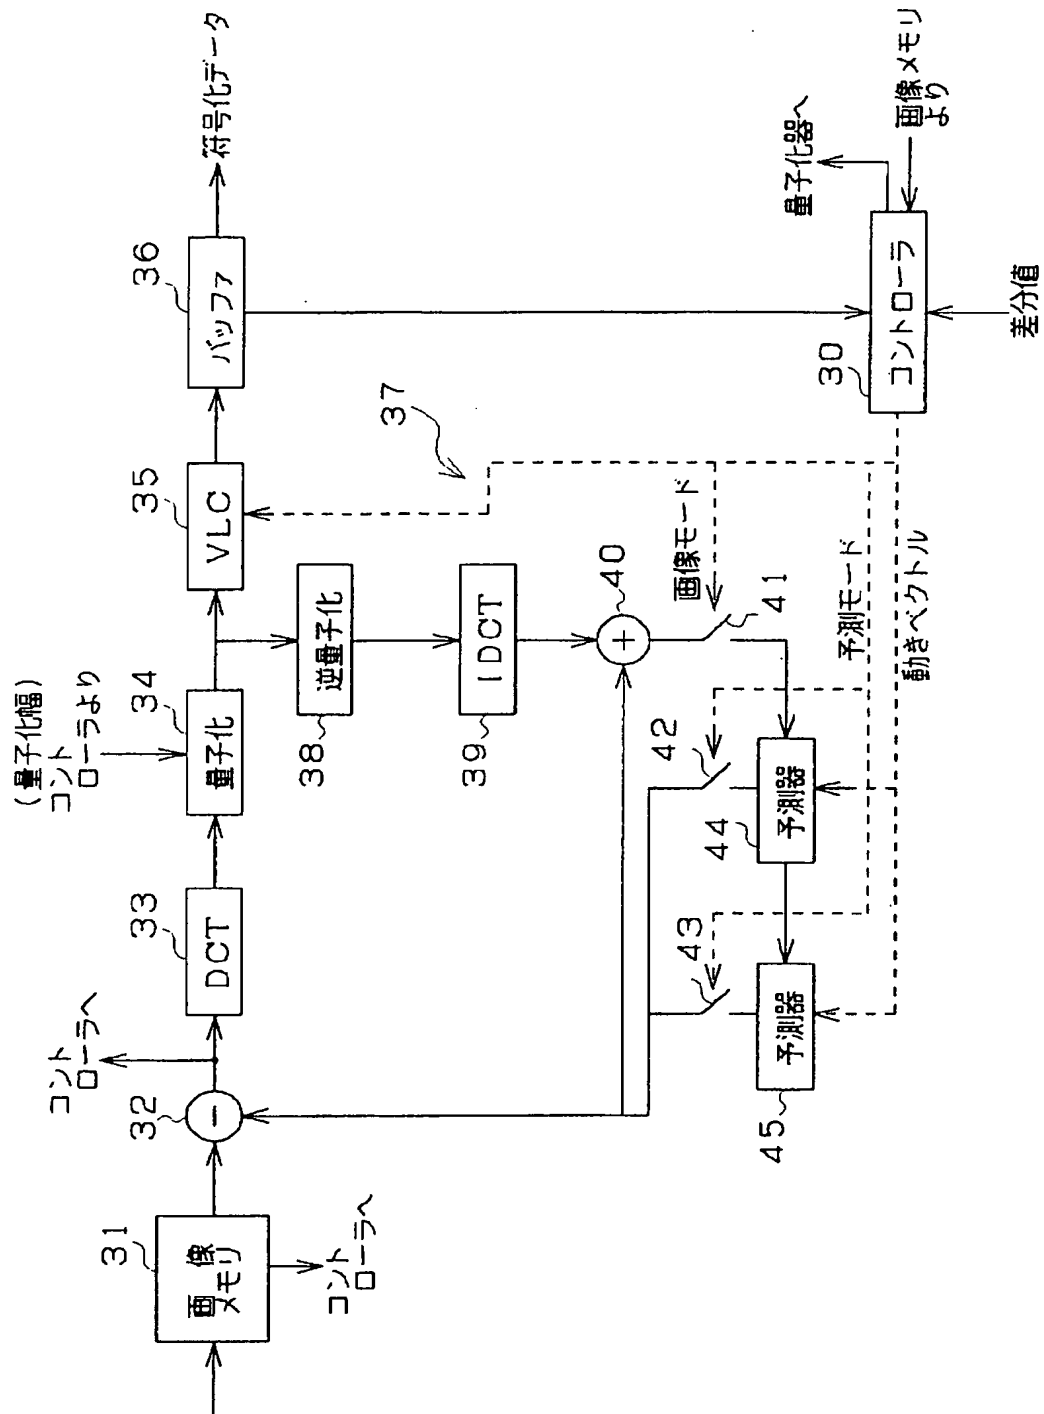 31
画像
メモリ
コント
ローラへ
32
コント
ローラへ
33
DCT
(量子化幅)
コント
ローラより
34
量子化
35
VLC
36
バッファ
符号化データ
37
逆量子化
38
IDCT
39
40
+
−
画像モード
41
42
43
予測器
44
予測器
45
予測モード
動きベクトル
30
コントローラ
量子化器へ
画像メモリ
より
差分値